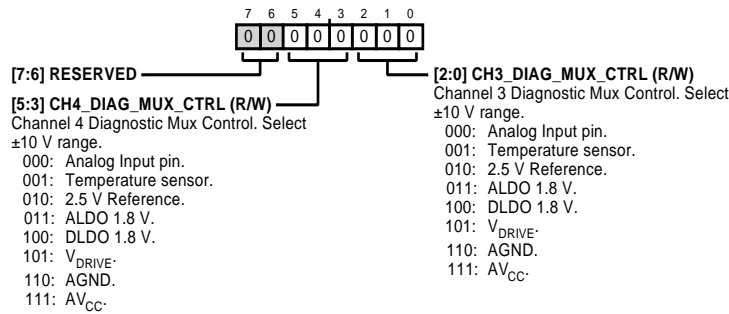 7 6 5 4 3 2 1 0
0 0 0 0 0 0 0 0
[7:6] RESERVED
[5:3] CH4_DIAG_MUX_CTRL (R/W)
Channel 4 Diagnostic Mux Control. Select
±10 V range.
000: Analog Input pin.
001: Temperature sensor.
010: 2.5 V Reference.
011: ALDO 1.8 V.
100: DLDO 1.8 V.
101: VDRIVE.
110: AGND.
111: AVCC.
[2:0] CH3_DIAG_MUX_CTRL (R/W)
Channel 3 Diagnostic Mux Control. Select
±10 V range.
000: Analog Input pin.
001: Temperature sensor.
010: 2.5 V Reference.
011: ALDO 1.8 V.
100: DLDO 1.8 V.
101: VDRIVE.
110: AGND.
111: AVCC.